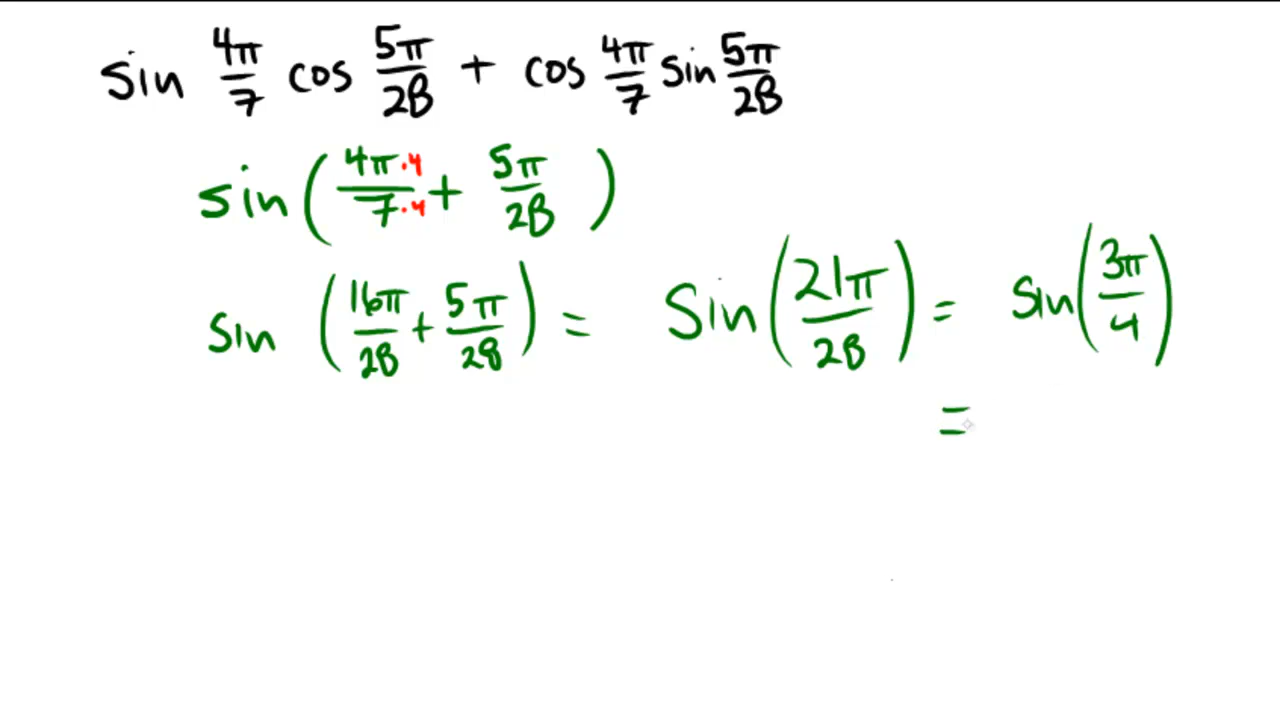 sin 4π/7 cos 5π/28 + cos 4π/7 sin 5π/28
sin(4π·4/7·4 + 5π/28)
sin (16π/28 + 5π/28) = sin(21π/28) = sin(3π/4)
=